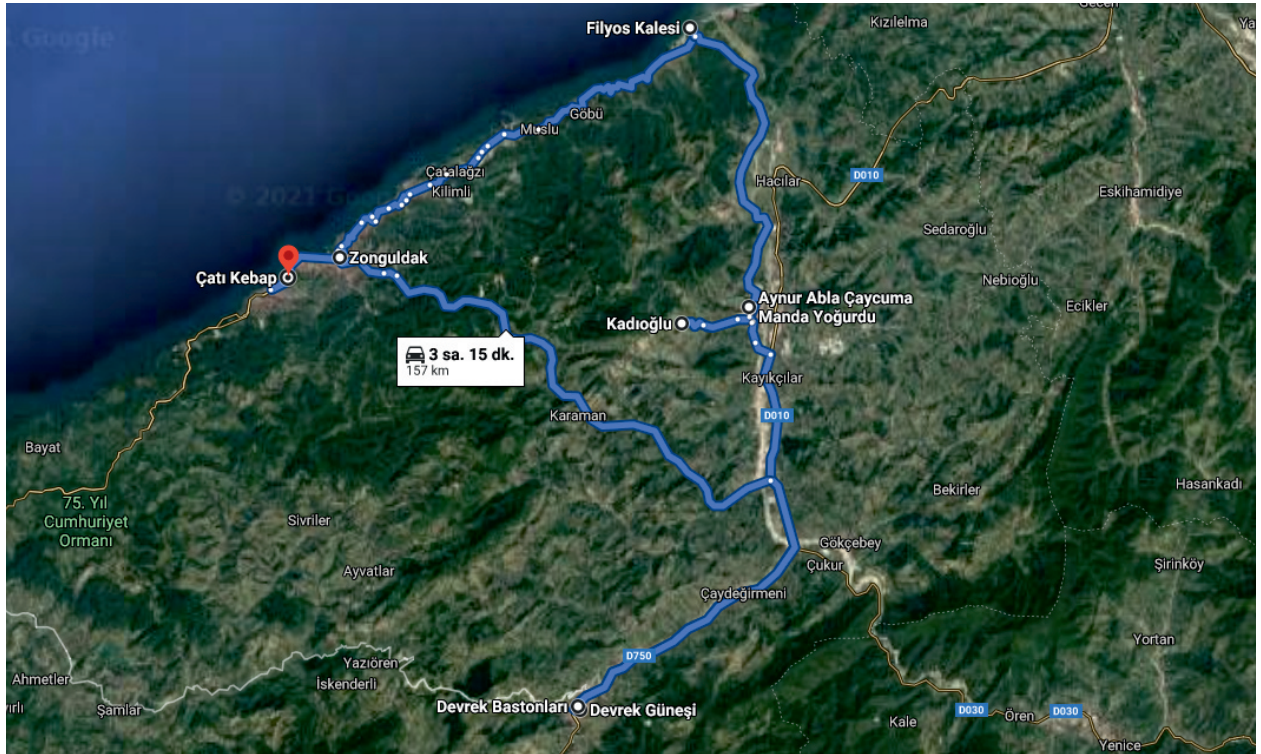 Google
Filyos Kalesi
Kızılelma
Göbü
Muslu
Çatalağzı
Kilimli
Hacılar
D010
Eskihamidiye
© 2021
Sedaroğlu
Zonguldak
Çatı Kebap
Nebioğlu
Ecikler
Aynur Abla Çaycuma
Manda Yoğurdu
Kadıoğlu
3 sa. 15 dk.
157 km
Kayıkçılar
D010
Karaman
Bayat
75. Yıl
Cumhuriyet
Ormanı
Sivriler
Bekirler
Hasankadı
Gökçebey
Çukur
Ayvatlar
Şirinköy
Çaydeğirmeni
D750
Yortan
Yazıören
İskenderli
Ahmetler
Şamlar
Devrek Bastonları
Devrek Güneşi
Kale
D030
Ören
D030
Yenice